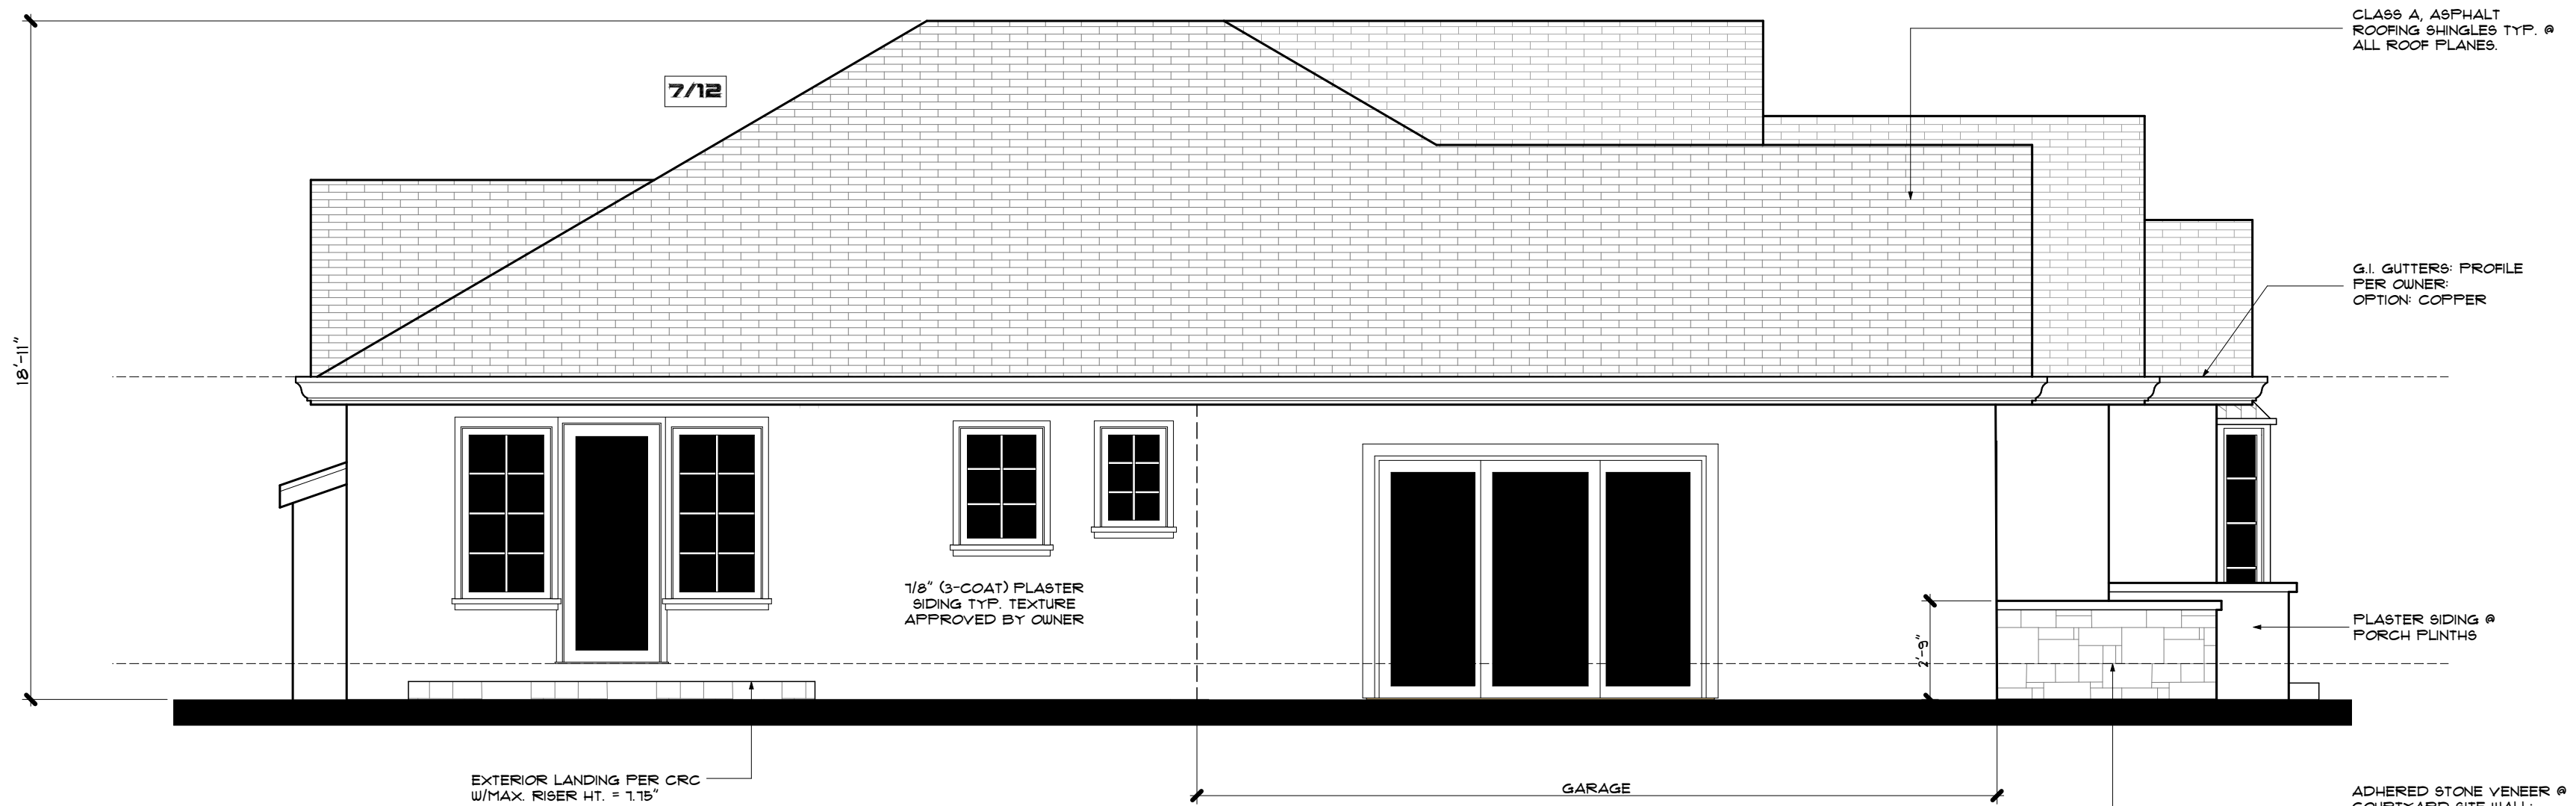 CLASS A, ASPHALT
ROOFING SHINGLES TYP. @
ALL ROOF PLANES.
7/12
G.I. GUTTERS: PROFILE
PER OWNER:
OPTION: COPPER
18'-11"
7/8" (3-COAT) PLASTER
SIDING TYP. TEXTURE
APPROVED BY OWNER
2'-9"
PLASTER SIDING @
PORCH PLINTHS
EXTERIOR LANDING PER CRC
W/MAX. RISER HT. = 7.75"
GARAGE
ADHERED STONE VENEER @